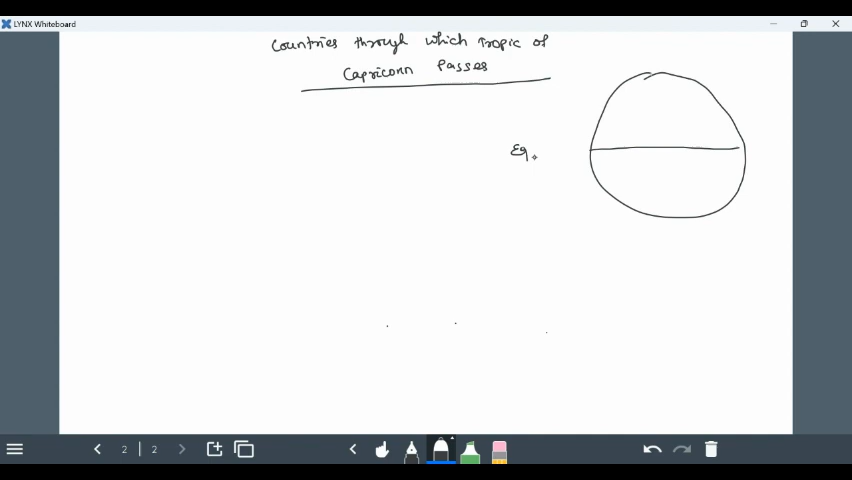 LYNX Whiteboard
Countries through which Tropic of
Capricorn Passes
Eq.
2 | 2